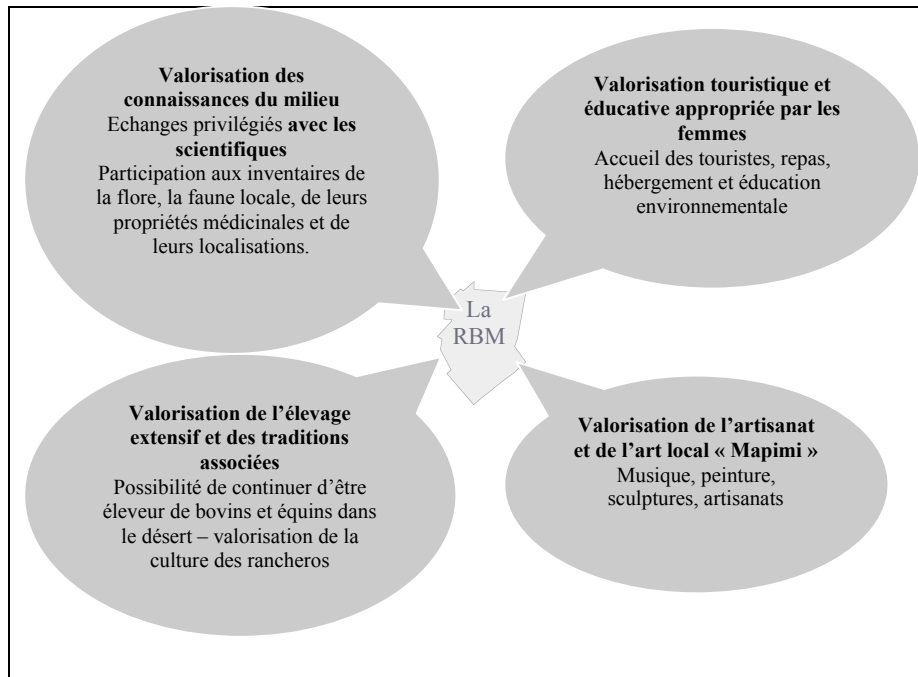 Valorisation des
connaissances du milieu
Echanges privilégiés avec les
scientifiques
Participation aux inventaires de
la flore, la faune locale, de leurs
propriétés médicinales et de
leurs localisations.
Valorisation touristique et
éducative appropriée par les
femmes
Accueil des touristes, repas,
hébergement et éducation
environnementale
La
RBM
Valorisation de l’élevage
extensif et des traditions
associées
Possibilité de continuer d’être
éleveur de bovins et équins dans
le désert – valorisation de la
culture des rancheros
Valorisation de l’artisanat
et de l’art local « Mapimi »
Musique, peinture,
sculptures, artisanats